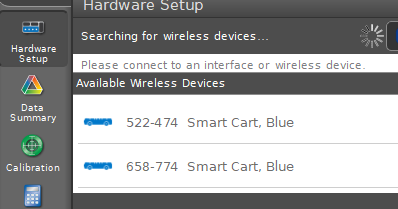 Hardware Setup
Searching for wireless devices...
Hardware
Setup
Please connect to an interface or wireless device.
Available Wireless Devices
Data
Summary
522-474 Smart Cart, Blue
658-774 Smart Cart, Blue
Calibration